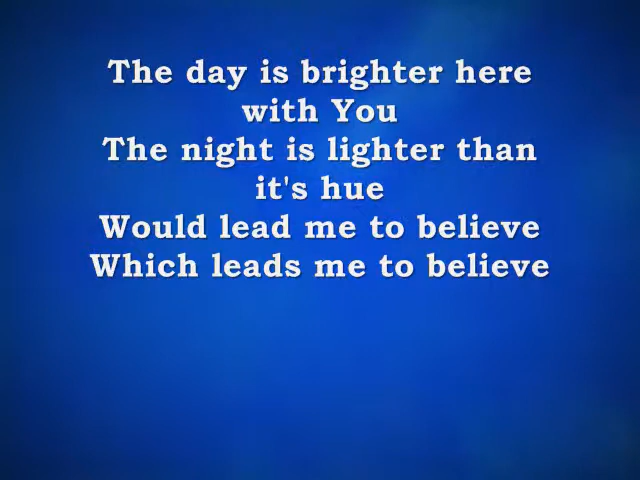 The day is brighter here
with You
The night is lighter than
it's hue
Would lead me to believe
Which leads me to believe